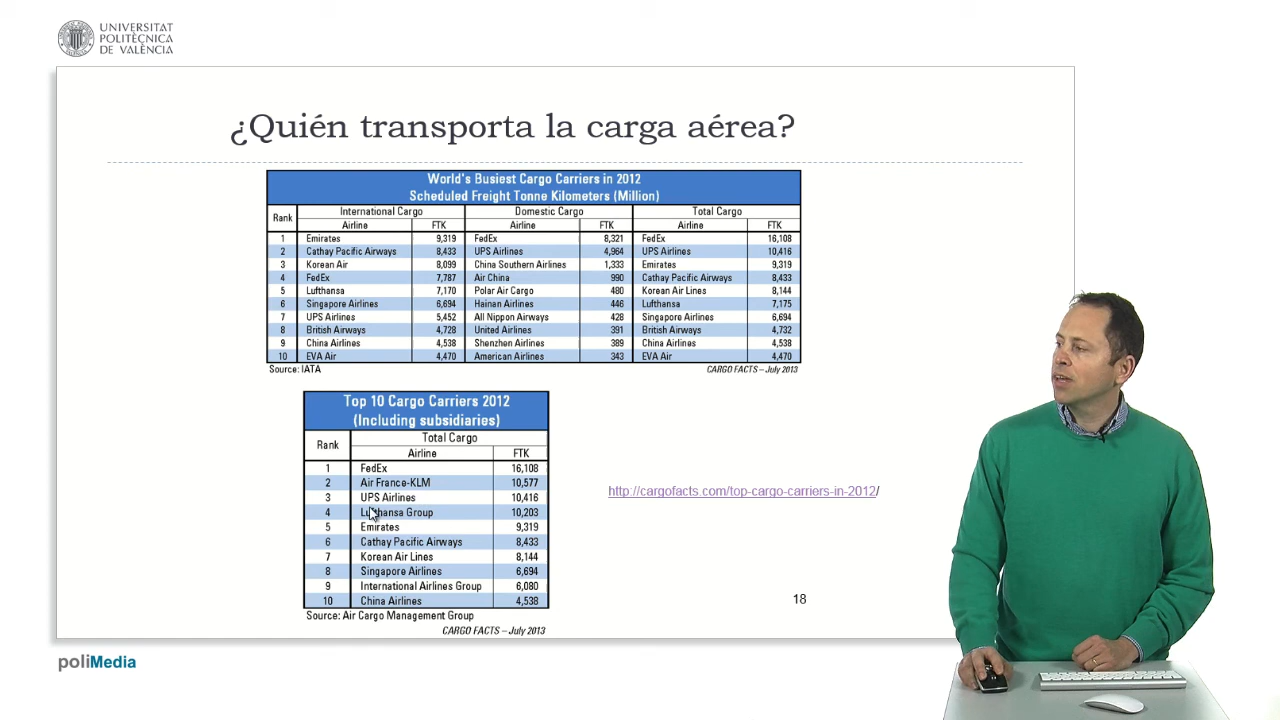 UNIVERSITAT
POLITÈCNICA
DE VALÈNCIA
¿Quién transporta la carga aérea?
World's Busiest Cargo Carriers in 2012
Scheduled Freight Tonne Kilometers (Million)
Rank International Cargo Domestic Cargo Total Cargo
Airline FTK Airline FTK Airline FTK
1 Emirates 9,319 FedEx 8,321 FedEx 16,108
2 Cathay Pacific Airways 8,433 UPS Airlines 4,964 UPS Airlines 10,416
3 Korean Air 8,099 China Southern Airlines 1,333 Emirates 9,319
4 FedEx 7,787 Air China 990 Cathay Pacific Airways 8,433
5 Lufthansa 7,170 Polar Air Cargo 480 Korean Air Lines 8,144
6 Singapore Airlines 6,694 Hainan Airlines 446 Lufthansa 7,175
7 UPS Airlines 5,452 All Nippon Airways 428 Singapore Airlines 6,694
8 British Airways 4,728 United Airlines 391 British Airways 4,732
9 China Airlines 4,538 Shenzhen Airlines 389 China Airlines 4,538
10 EVA Air 4,470 American Airlines 343 EVA Air 4,470
Source: IATA CARGO FACTS – July 2013
Top 10 Cargo Carriers 2012
(Including subsidiaries)
Rank Total Cargo
Airline FTK
1 FedEx 16,108
2 Air France-KLM 10,577
3 UPS Airlines 10,416
4 Lufthansa Group 10,203
5 Emirates 9,319
6 Cathay Pacific Airways 8,433
7 Korean Air Lines 8,144
8 Singapore Airlines 6,694
9 International Airlines Group 6,080
10 China Airlines 4,538
Source: Air Cargo Management Group
CARGO FACTS – July 2013
http://cargofacts.com/top-cargo-carriers-in-2012/
18
poliMedia